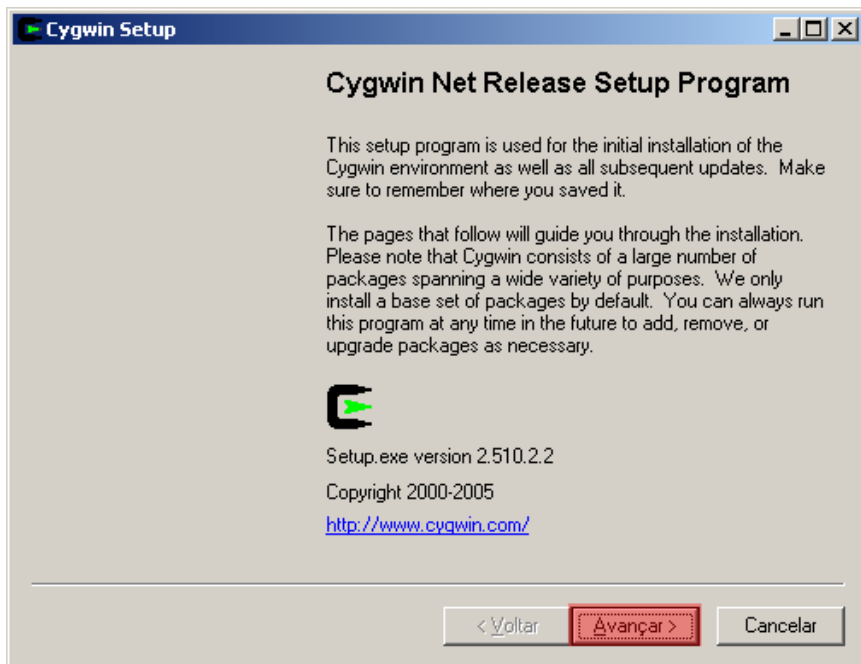 Cygwin Setup
Cygwin Net Release Setup Program
This setup program is used for the initial installation of the
Cygwin environment as well as all subsequent updates.  Make
sure to remember where you saved it.
The pages that follow will guide you through the installation.
Please note that Cygwin consists of a large number of
packages spanning a wide variety of purposes.  We only
install a base set of packages by default.  You can always run
this program at any time in the future to add, remove, or
upgrade packages as necessary.
Setup.exe version 2.510.2.2
Copyright 2000-2005
http://www.cygwin.com/
< Voltar Avançar > Cancelar